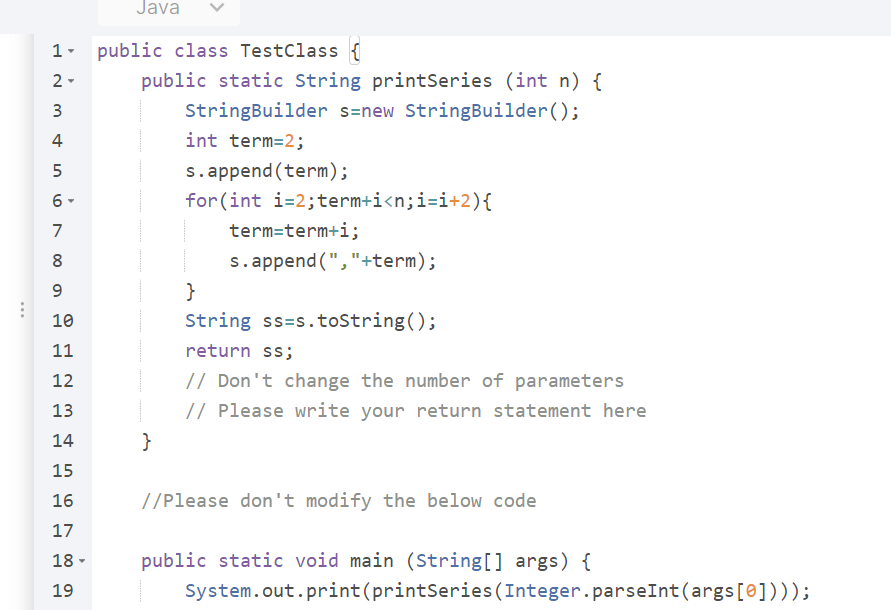 Java
1 public class TestClass {
2 public static String printSeries (int n) {
3 StringBuilder s=new StringBuilder();
4 int term=2;
5 s.append(term);
6 for(int i=2;term+i<n;i=i+2){
7 term=term+i;
8 s.append(","+term);
9 }
10 String ss=s.toString();
11 return ss;
12 // Don't change the number of parameters
13 // Please write your return statement here
14 }
15
16 //Please don't modify the below code
17
18 public static void main (String[] args) {
19 System.out.print(printSeries(Integer.parseInt(args[0])));